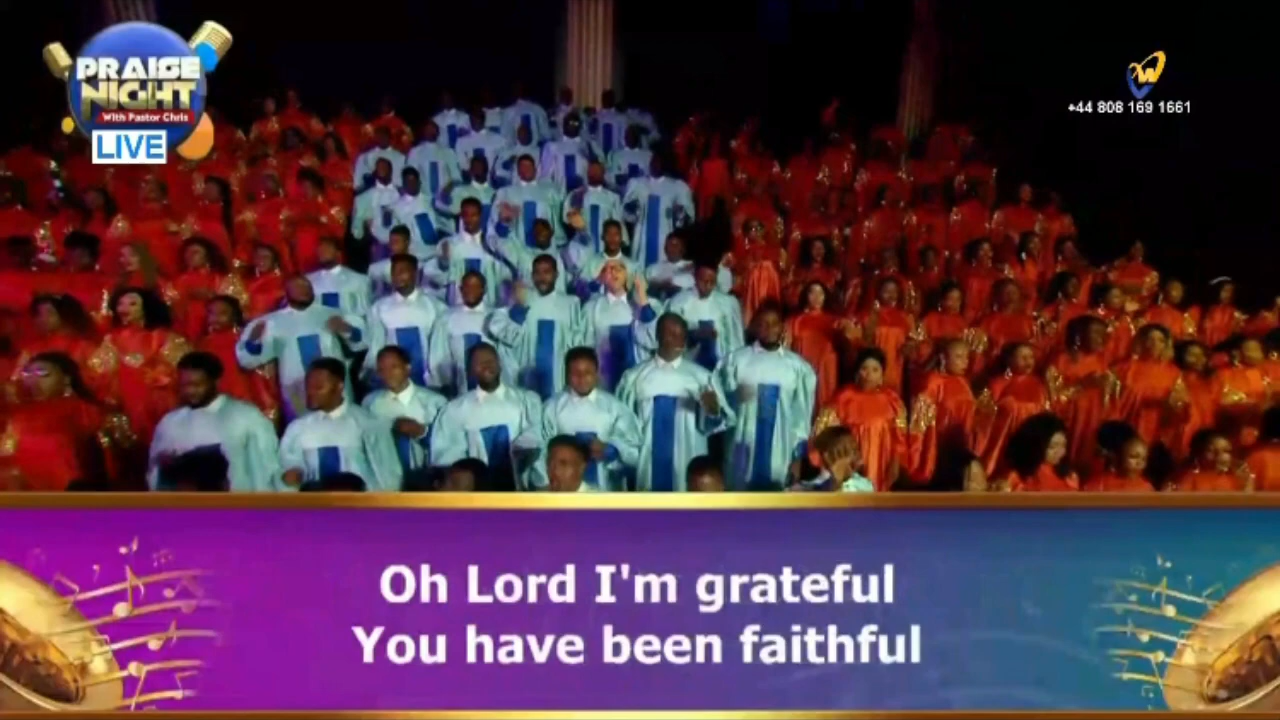 PRAISE
NIGHT
With Pastor Chris
LIVE
W
+44 808 169 1661
Oh Lord I'm grateful
You have been faithful